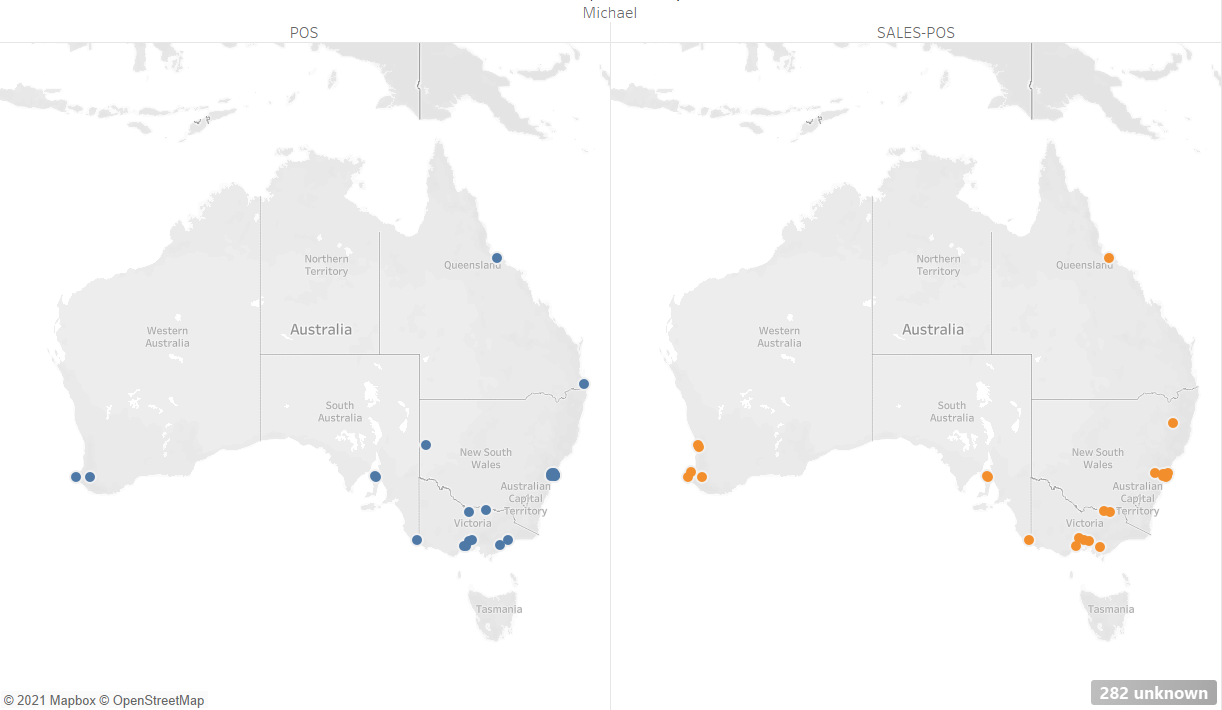 Michael
POS
SALES-POS
Northern
Territory
Queensland
Western
Australia
Australia
South
Australia
New South
Wales
Australian
Capital
Territory
Victoria
Tasmania
Northern
Territory
Queensland
Western
Australia
Australia
South
Australia
New South
Wales
Australian
Capital
Territory
Victoria
Tasmania
© 2021 Mapbox © OpenStreetMap
282 unknown